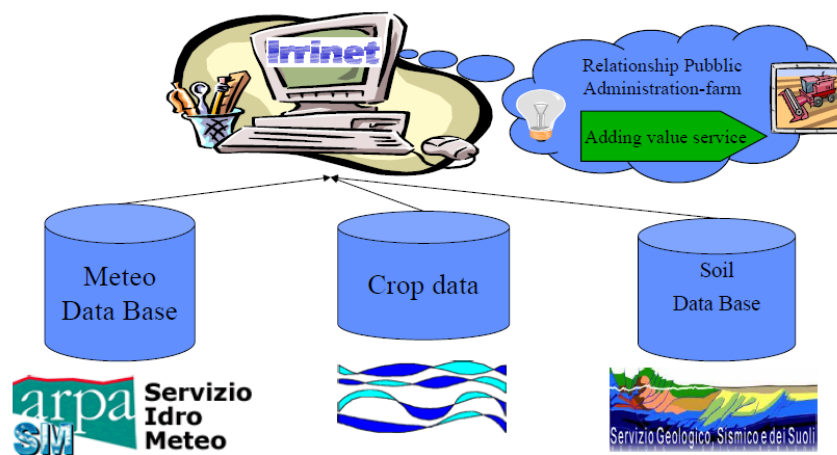 Irrinet
Relationship Pubblic
Administration-farm
Adding value service
Meteo
Data Base
Crop data
Soil
Data Base
arpa
SIM
Servizio
Idro
Meteo
Servizio Geologico, Sismico e dei Suoli